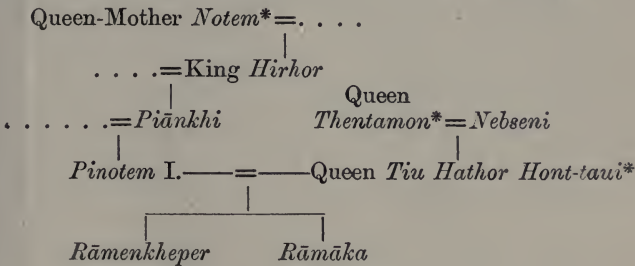 Queen-Mother Notem*=. . . .
. . . .=King Hirhor
Queen
. . . . . .=Piānkhi Thentamon*=Nebseni
Pinotem I.——=——Queen Tiu Hathor Hont-taui*
Rāmenkheper Rāmāka